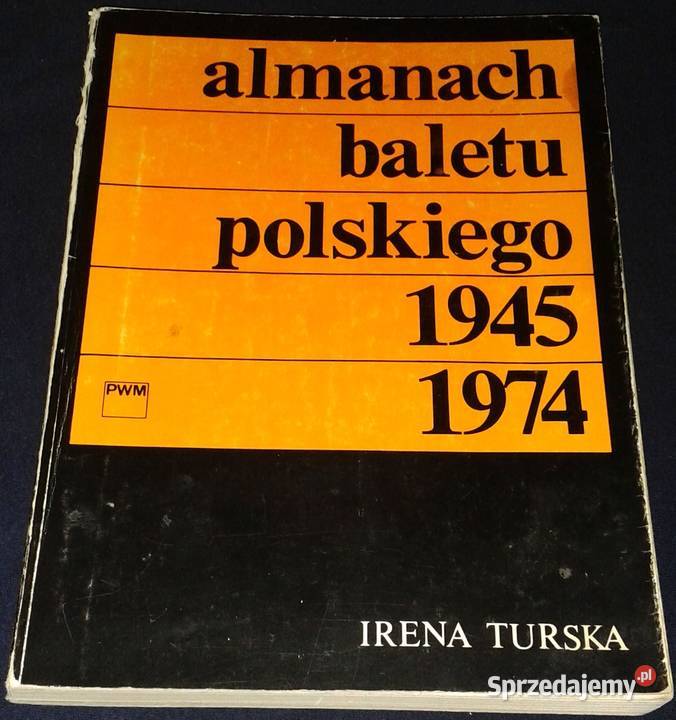 almanach
baletu
polskiego
1945
1974
PWM
IRENA TURSKA
Sprzedajemy.pl